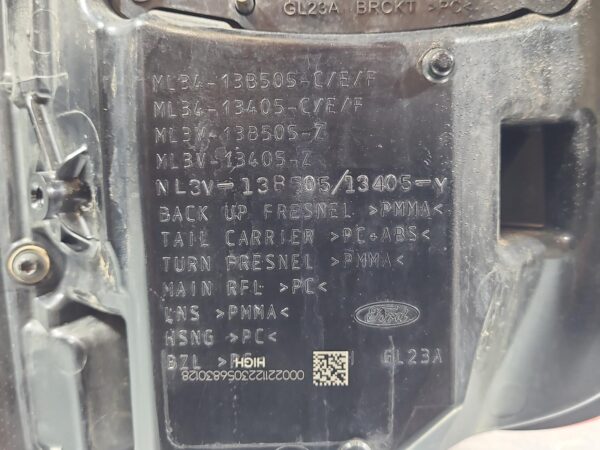 GL23A BRCKT >PC<
ML34-13B505-C/E/F
ML34-13405-C/E/F
ML3V-13B505-Z
ML3V-13405-Z
NL3V-13B505/13405-Y
BACK UP FRESNEL >PMMA<
TAIL CARRIER >PC+ABS<
TURN FRESNEL >PMMA<
MAIN RFL >PC<
LNS >PMMA<
Ford
HSNG >PC<
BZL GL23A
HIGH